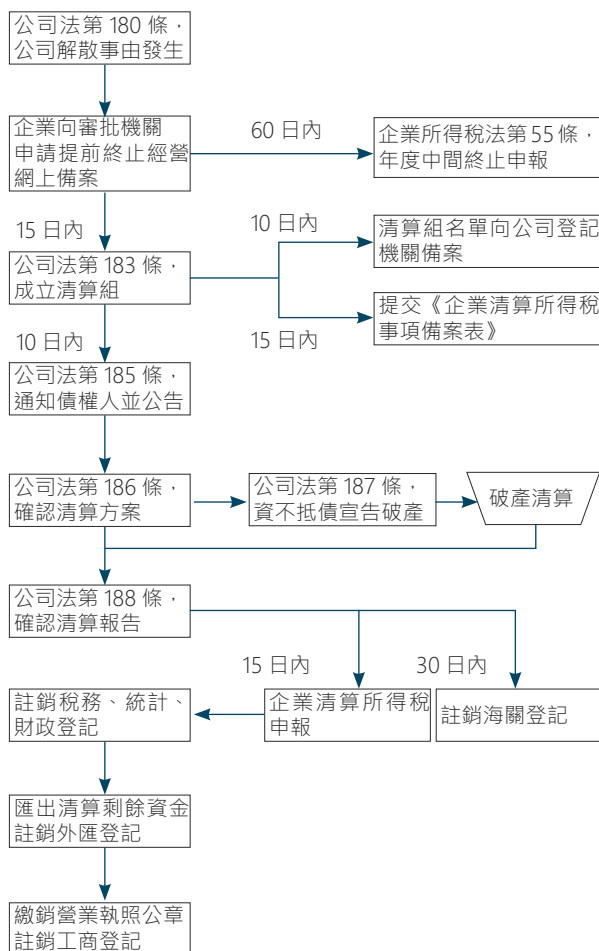 公司法第 180 條，
公司解散事由發生
企業向審批機關
申請提前終止經營
網上備案
60 日內
企業所得稅法第 55 條，
年度中間終止申報
15 日內
公司法第 183 條，
成立清算組
10 日內
清算組名單向公司登記
機關備案
15 日內
提交《企業清算所得稅
事項備案表》
10 日內
公司法第 185 條，
通知債權人並公告
公司法第 186 條，
確認清算方案
公司法第 187 條，
資不抵債宣告破產
破產清算
公司法第 188 條，
確認清算報告
15 日內
30 日內
註銷稅務、統計、
財政登記
企業清算所得稅
申報
註銷海關登記
匯出清算剩餘資金
註銷外匯登記
繳銷營業執照公章
註銷工商登記